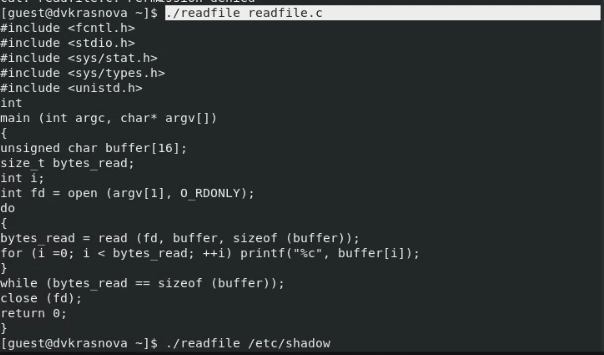 [guest@dvkrasnova ~]$ ./readfile readfile.c
#include <fcntl.h>
#include <stdio.h>
#include <sys/stat.h>
#include <sys/types.h>
#include <unistd.h>
int
main (int argc, char* argv[])
{
unsigned char buffer[16];
size_t bytes_read;
int i;
int fd = open (argv[1], O_RDONLY);
do
{
bytes_read = read (fd, buffer, sizeof (buffer));
for (i =0; i < bytes_read; ++i) printf("%c", buffer[i]);
}
while (bytes_read == sizeof (buffer));
close (fd);
return 0;
}
[guest@dvkrasnova ~]$ ./readfile /etc/shadow